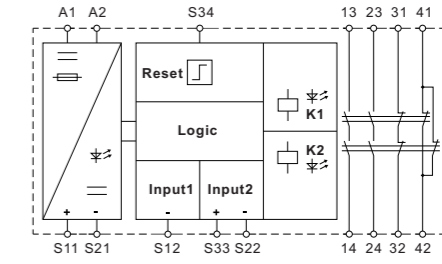 A1 A2 S34 13 23 31 41
Reset
K1
Logic
K2
Input1 Input2
+ - - + -
S11 S21 S12 S33 S22 14 24 32 42